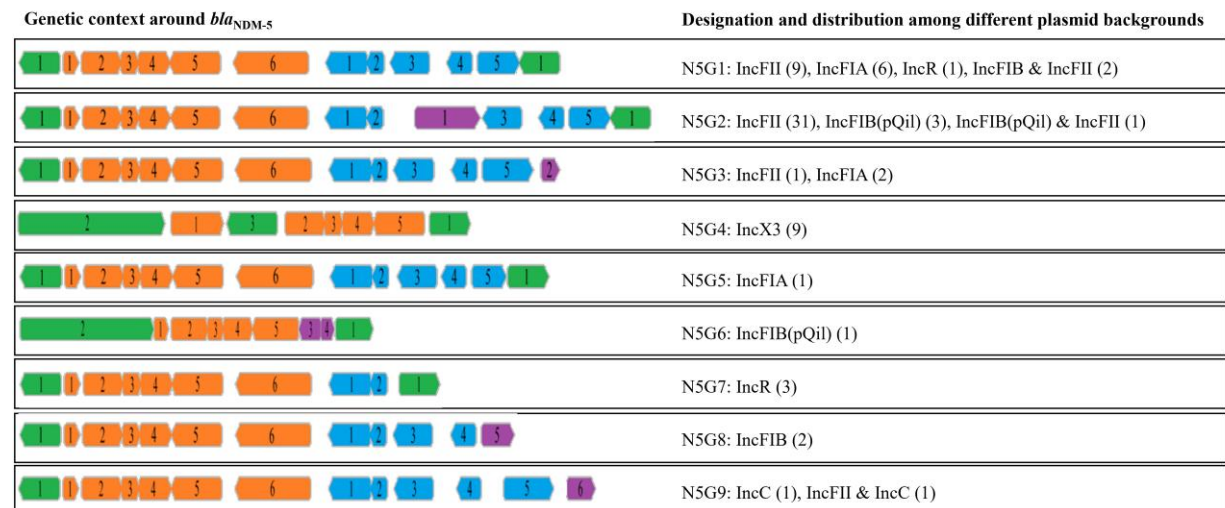 Genetic context around blaNDM-5 Designation and distribution among different plasmid backgrounds
1 1 2 3 4 5 6 1 2 3 4 5 1 N5G1: IncFII (9), IncFIA (6), IncR (1), IncFIB & IncFII (2)
1 1 2 3 4 5 6 1 2 1 3 4 5 1 N5G2: IncFII (31), IncFIB(pQil) (3), IncFIB(pQil) & IncFII (1)
1 1 2 3 4 5 6 1 2 3 4 5 2 N5G3: IncFII (1), IncFIA (2)
2 1 3 2 3 4 5 1 N5G4: IncX3 (9)
1 1 2 3 4 5 6 1 2 3 4 5 1 N5G5: IncFIA (1)
2 1 2 3 4 5 3 4 1 N5G6: IncFIB(pQil) (1)
1 1 2 3 4 5 6 1 2 1 N5G7: IncR (3)
1 1 2 3 4 5 6 1 2 3 4 5 N5G8: IncFIB (2)
1 1 2 3 4 5 6 1 2 3 4 5 6 N5G9: IncC (1), IncFII & IncC (1)